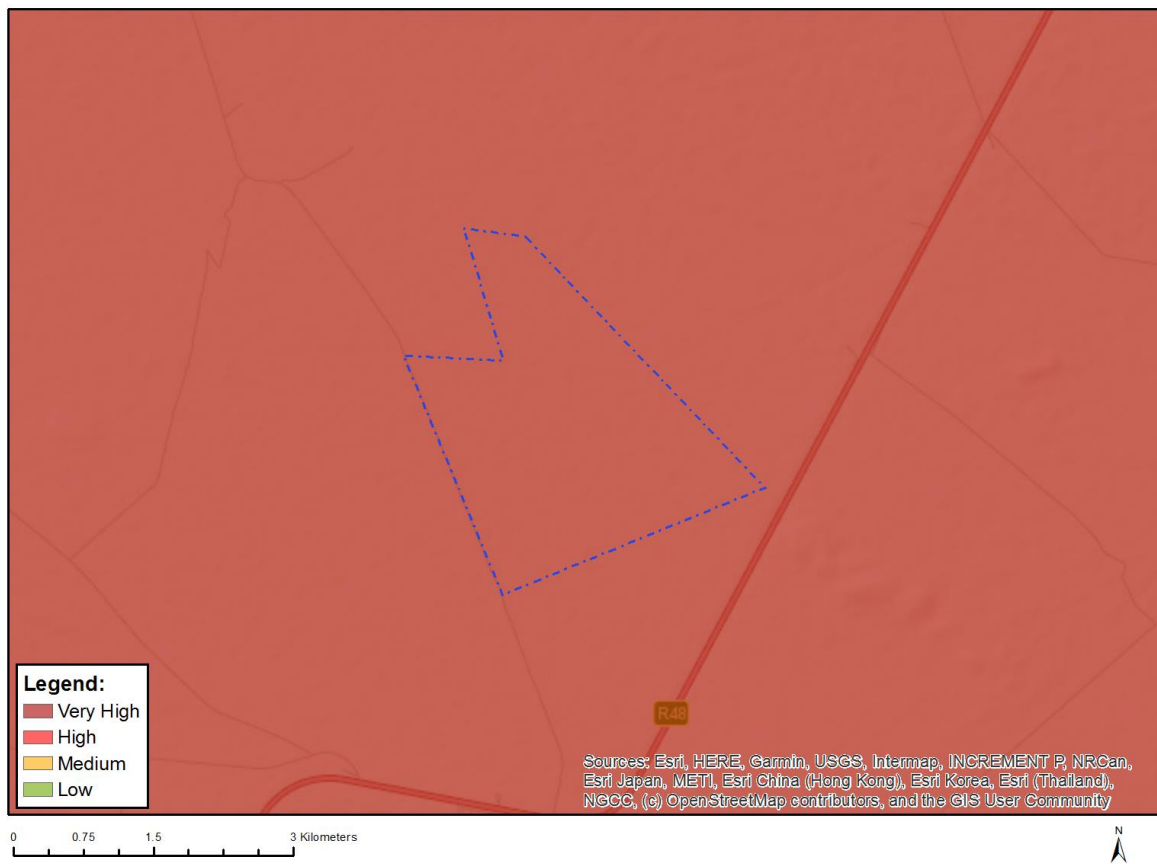 R48
Legend:
Very High
High
Medium
Low
Sources: Esri, HERE, Garmin, USGS, Intermap, INCREMENT P, NRCan,
Esri Japan, METI, Esri China (Hong Kong), Esri Korea, Esri (Thailand),
NGCC, (c) OpenStreetMap contributors, and the GIS User Community
0 0.75 1.5 3 Kilometers
N